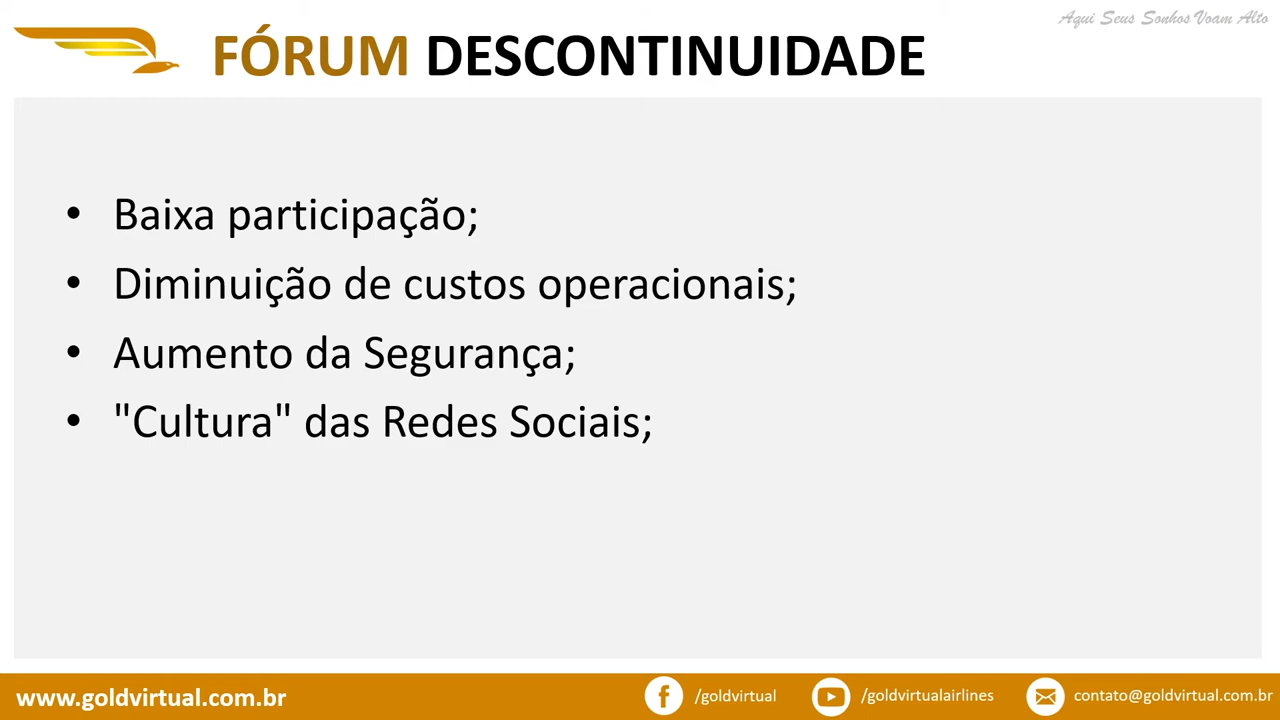 Aqui Seus Sonhos Voam Alto
FÓRUM DESCONTINUIDADE
• Baixa participação;
• Diminuição de custos operacionais;
• Aumento da Segurança;
• "Cultura" das Redes Sociais;
www.goldvirtual.com.br
/goldvirtual
/goldvirtualairlines
contato@goldvirtual.com.br